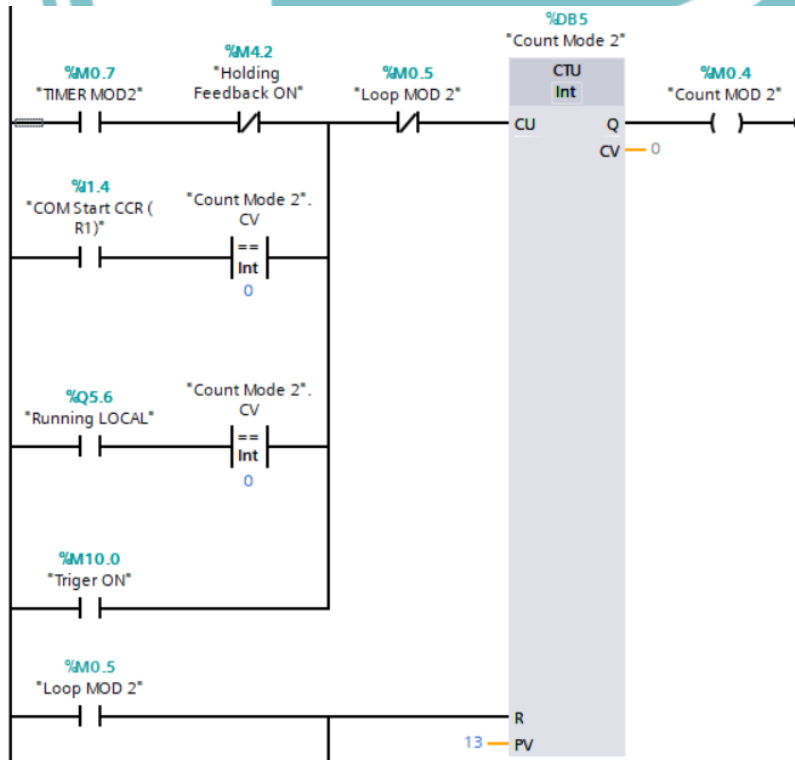 %DB5
"Count Mode 2"
%M0.7
"TIMER MOD2"
%M4.2
"Holding
Feedback ON"
%M0.5
"Loop MOD 2"
CTU
Int
%M0.4
"Count MOD 2"
CU
Q
CV
0
%I1.4
"COM Start CCR (
R1)"
"Count Mode 2".
CV
==
Int
0
%Q5.6
"Running LOCAL"
"Count Mode 2".
CV
==
Int
0
%M10.0
"Triger ON"
%M0.5
"Loop MOD 2"
R
13
PV